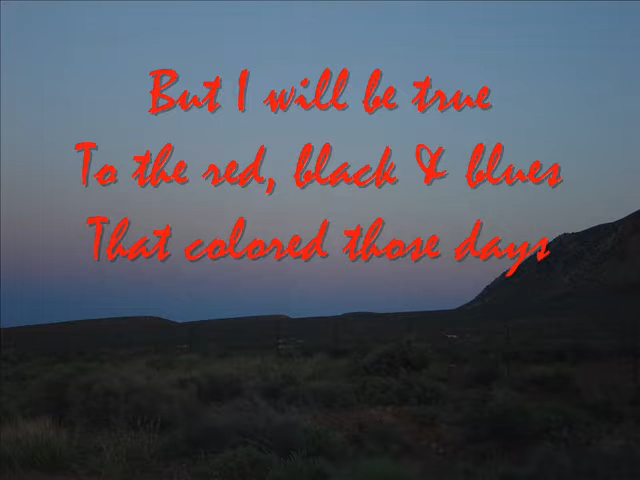 But I will be true
To the red, black & blues
That colored those days